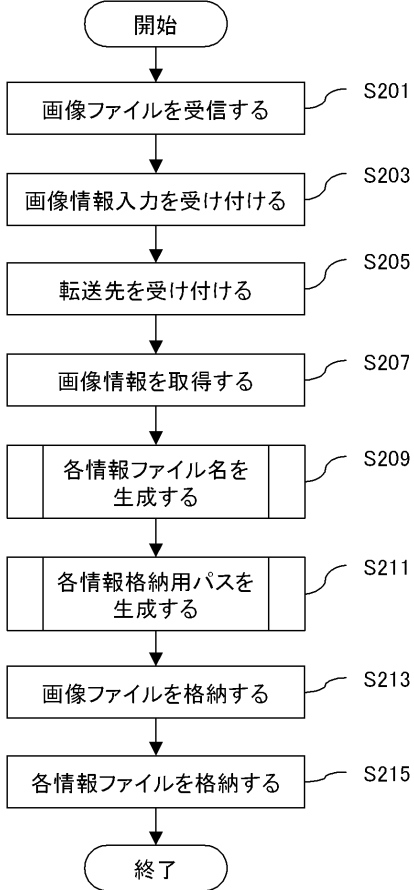 開始
画像ファイルを受信する
S201
画像情報入力を受け付ける
S203
転送先を受け付ける
S205
画像情報を取得する
S207
各情報ファイル名を
生成する
S209
各情報格納用パスを
生成する
S211
画像ファイルを格納する
S213
各情報ファイルを格納する
S215
終了